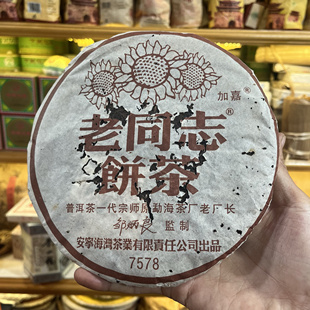 加嘉®
老同志®
餅茶
普洱茶一代宗师原勐海茶厂老厂长
邹炳良 监制
安寧海灣茶業有限責任公司出品
7578